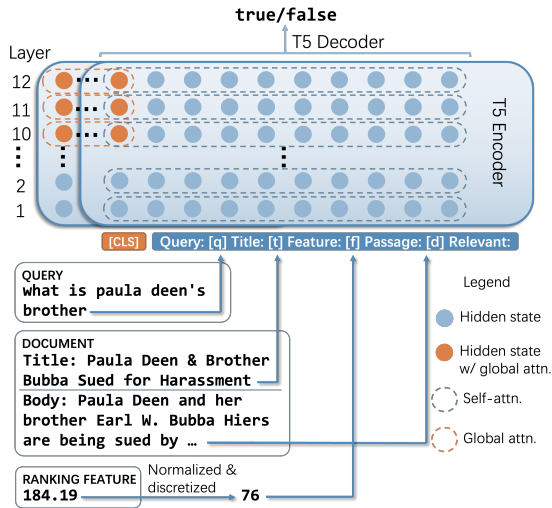 true/false
T5 Decoder
Layer
12
11
10
2
1
T5 Encoder
[CLS] Query: [q] Title: [t] Feature: [f] Passage: [d] Relevant:
QUERY
what is paula deen's
brother
DOCUMENT
Title: Paula Deen & Brother
Bubba Sued for Harassment
Body: Paula Deen and her
brother Earl W. Bubba Hiers
are being sued by …
RANKING FEATURE
184.19
Normalized &
discretized
76
Legend
Hidden state
Hidden state
w/ global attn.
Self-attn.
Global attn.